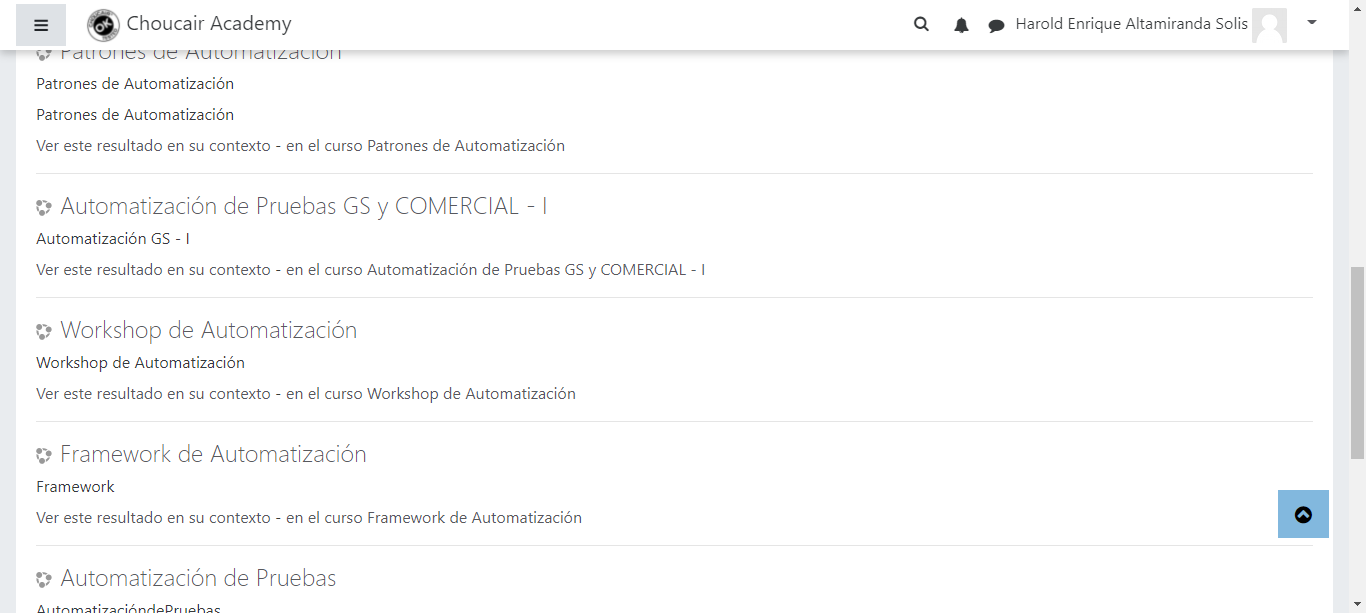 Choucair Academy
Harold Enrique Altamiranda Solis
Patrones de Automatización
Patrones de Automatización
Patrones de Automatización
Ver este resultado en su contexto - en el curso Patrones de Automatización
Automatización de Pruebas GS y COMERCIAL - I
Automatización GS - I
Ver este resultado en su contexto - en el curso Automatización de Pruebas GS y COMERCIAL - I
Workshop de Automatización
Workshop de Automatización
Ver este resultado en su contexto - en el curso Workshop de Automatización
Framework de Automatización
Framework
Ver este resultado en su contexto - en el curso Framework de Automatización
Automatización de Pruebas
AutomatizacióndePruebas